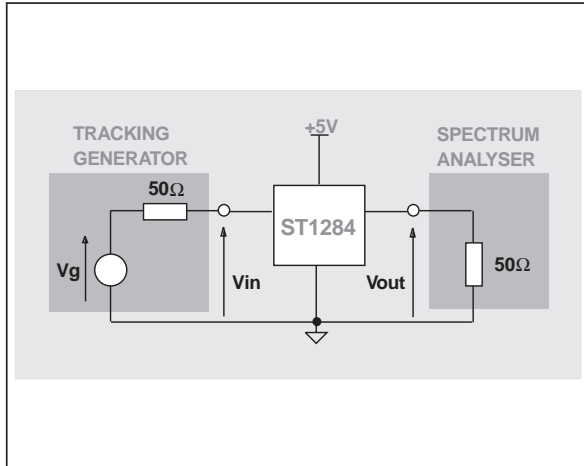 +5V
TRACKING
GENERATOR
SPECTRUM
ANALYSER
50Ω
ST1284
Vg
Vin
Vout
50Ω